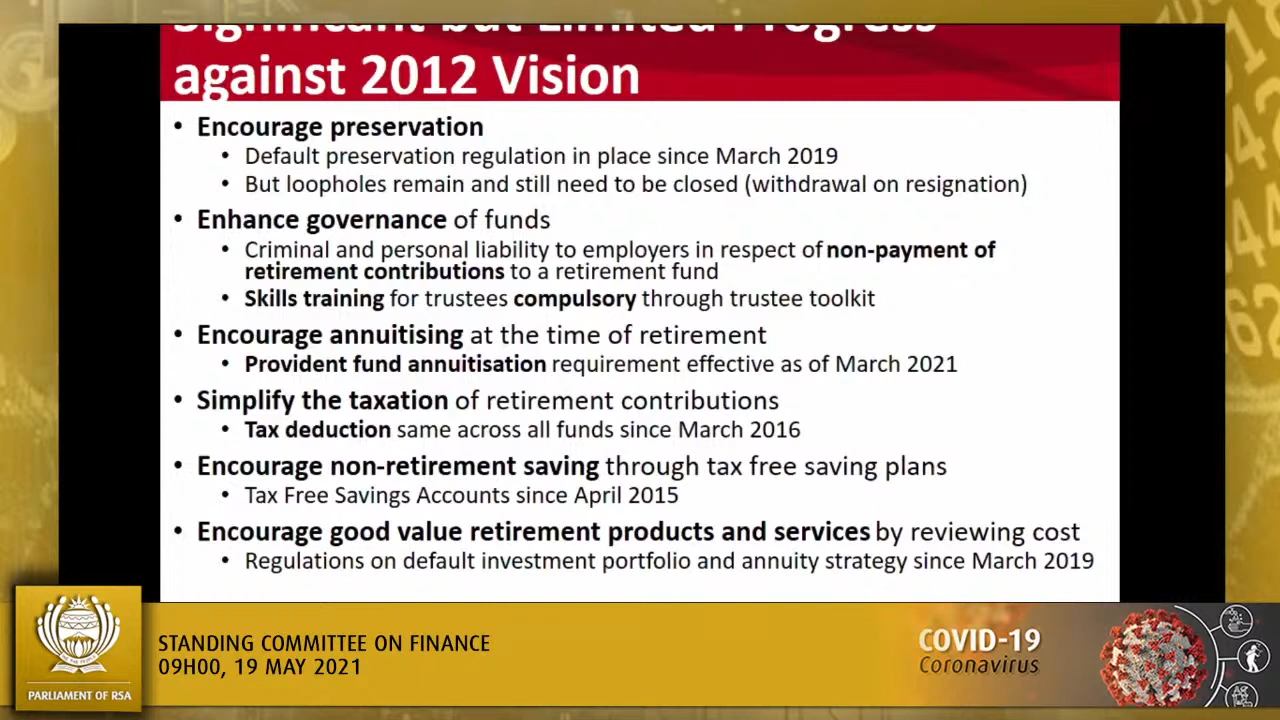 Significant but Limited Progress
against 2012 Vision
• Encourage preservation
• Default preservation regulation in place since March 2019
• But loopholes remain and still need to be closed (withdrawal on resignation)
• Enhance governance of funds
• Criminal and personal liability to employers in respect of non-payment of
retirement contributions to a retirement fund
• Skills training for trustees compulsory through trustee toolkit
• Encourage annuitising at the time of retirement
• Provident fund annuitisation requirement effective as of March 2021
• Simplify the taxation of retirement contributions
• Tax deduction same across all funds since March 2016
• Encourage non-retirement saving through tax free saving plans
• Tax Free Savings Accounts since April 2015
• Encourage good value retirement products and services by reviewing cost
• Regulations on default investment portfolio and annuity strategy since March 2019
STANDING COMMITTEE ON FINANCE
09H00, 19 MAY 2021
PARLIAMENT OF RSA
COVID-19
Coronavirus